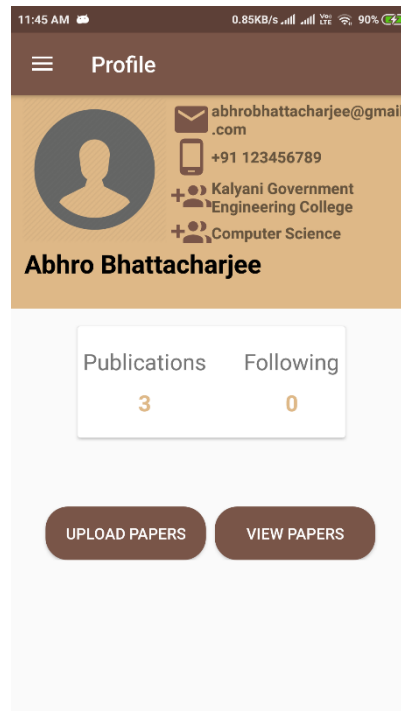 11:45 AM 0.85KB/s VoLTE 90%
Profile
abhrobhattacharjee@gmail
.com
+91 123456789
Kalyani Government
Engineering College
Computer Science
Abhro Bhattacharjee
Publications Following
3 0
UPLOAD PAPERS VIEW PAPERS